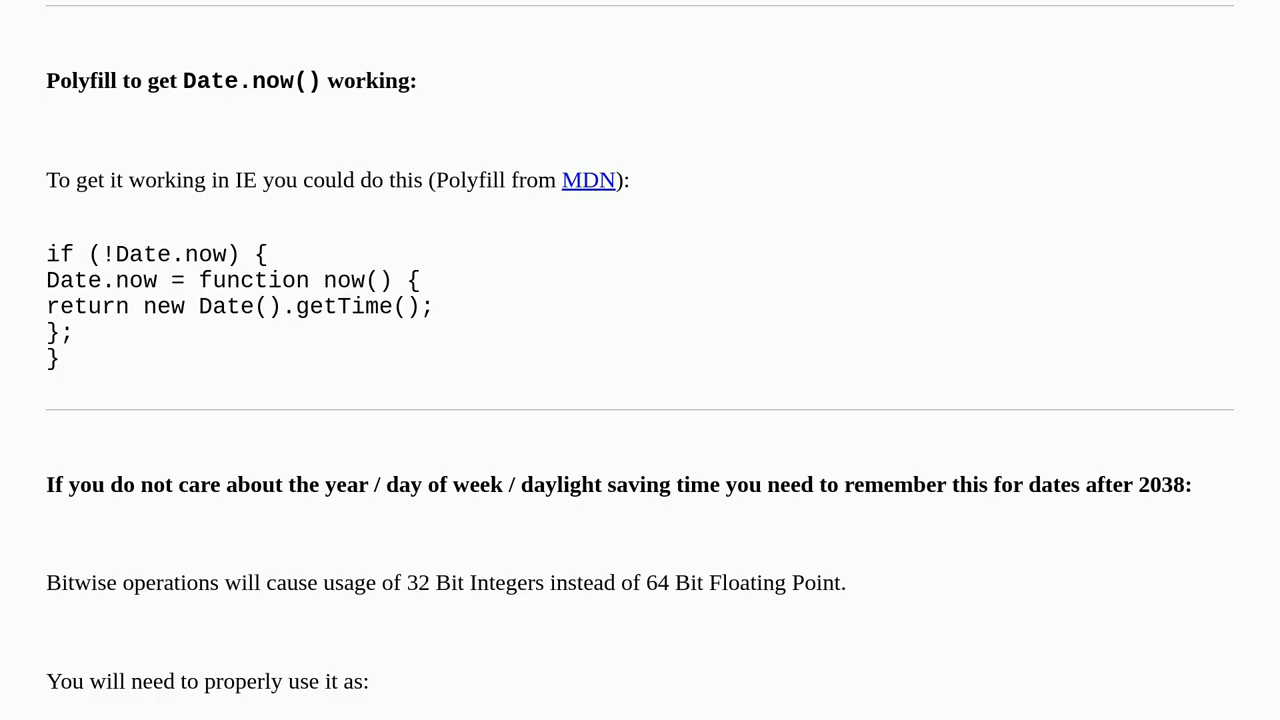 Polyfill to get Date.now() working:
To get it working in IE you could do this (Polyfill from MDN):
if (!Date.now) {
Date.now = function now() {
return new Date().getTime();
};
}
If you do not care about the year / day of week / daylight saving time you need to remember this for dates after 2038:
Bitwise operations will cause usage of 32 Bit Integers instead of 64 Bit Floating Point.
You will need to properly use it as: